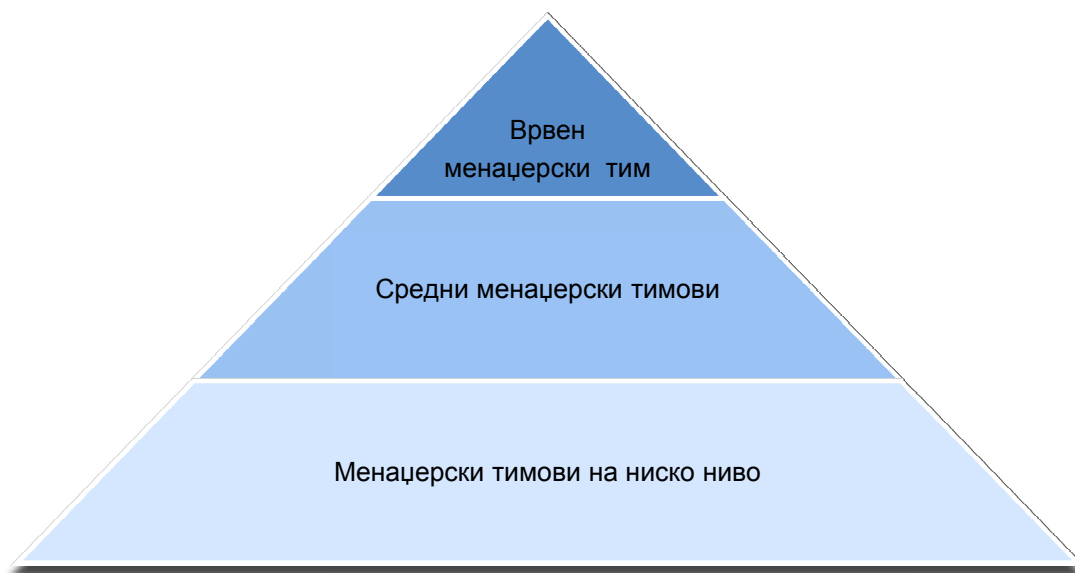 Врвен
менаџерски тим
Средни менаџерски тимови
Менаџерски тимови на ниско ниво